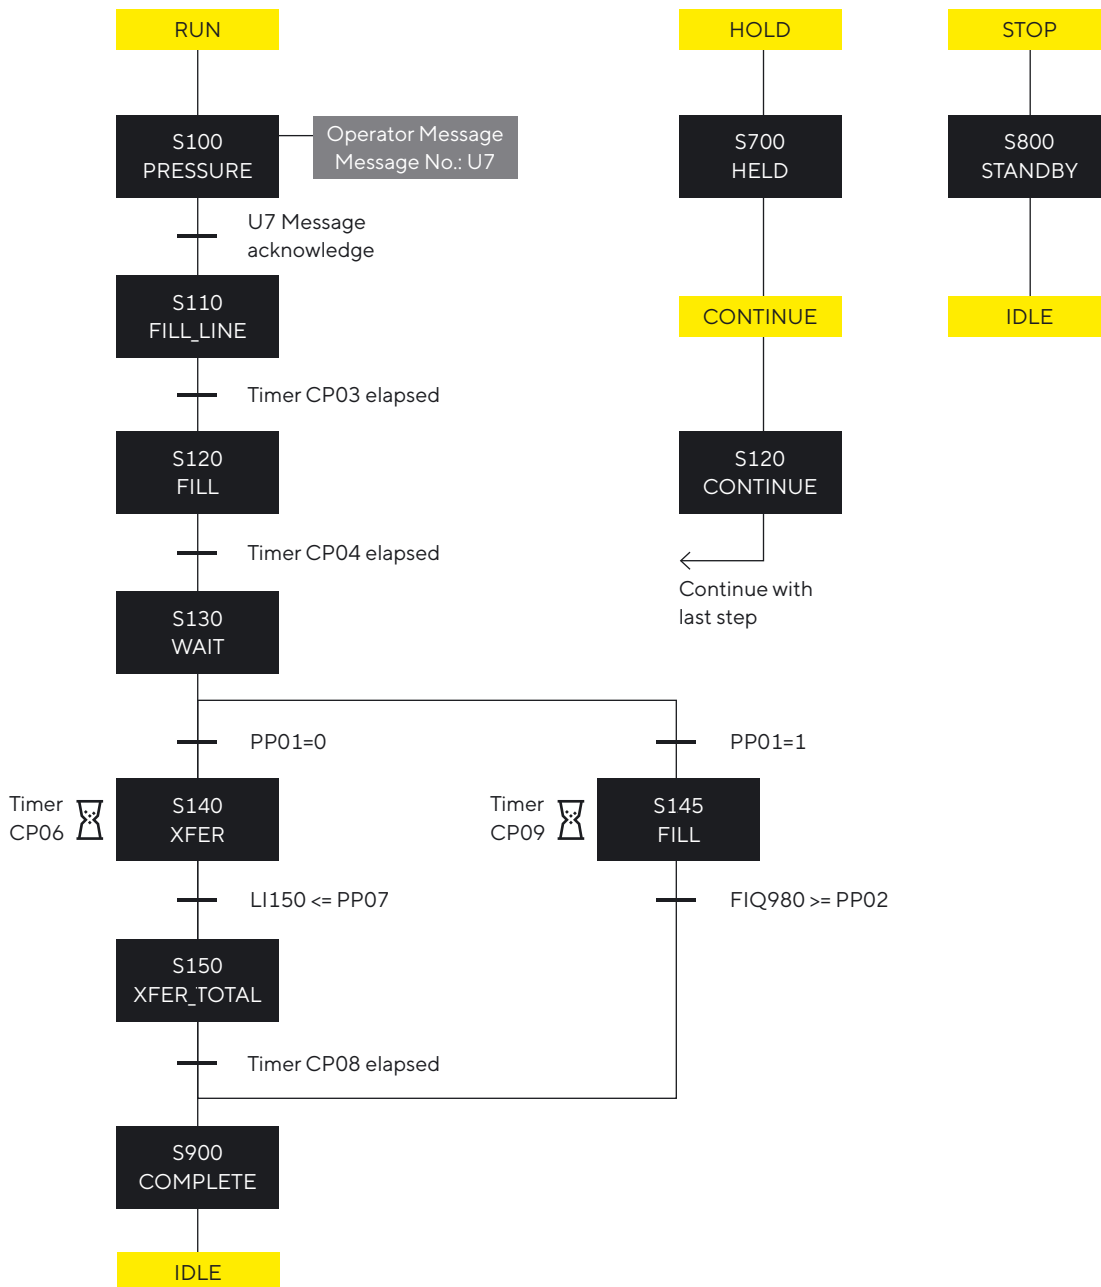 RUN
S100
PRESSURE
Operator Message
Message No.: U7
U7 Message
acknowledge
S110
FILL_LINE
Timer CP03 elapsed
S120
FILL
Timer CP04 elapsed
S130
WAIT
PP01=0
PP01=1
Timer
CP06
S140
XFER
Timer
CP09
S145
FILL
LI150 <= PP07
FIQ980 >= PP02
S150
XFER_TOTAL
Timer CP08 elapsed
S900
COMPLETE
IDLE
HOLD
S700
HELD
CONTINUE
S120
CONTINUE
Continue with
last step
STOP
S800
STANDBY
IDLE